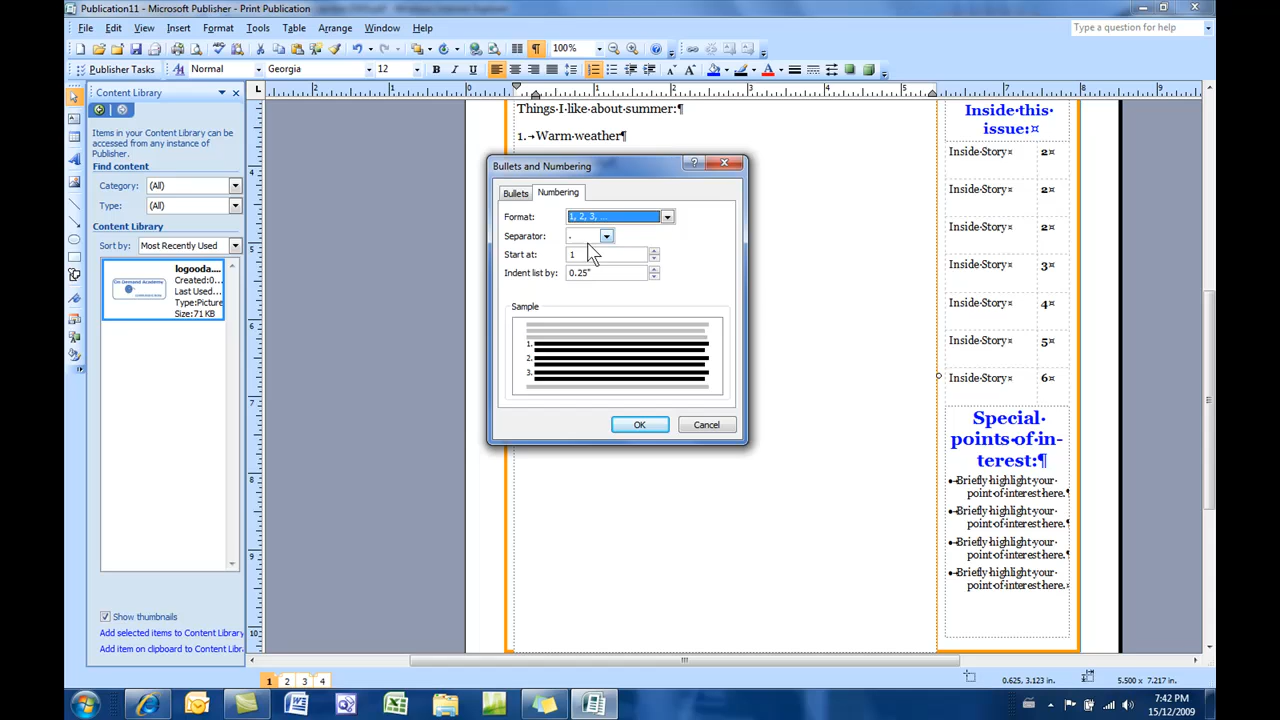 Publication11 - Microsoft Publisher - Print Publication
File Edit View Insert Format Tools Table Arrange Window Help
Type a question for help
100%
Publisher Tasks
Normal
Georgia
12
Content Library
Items in your Content Library can be
accessed from any instance of
Publisher.
Find content
Category: (All)
Type: (All)
Content Library
Sort by: Most Recently Used
On Demand Academy
logooda..
Created:0...
Last Used...
Type:Picture
Size:71 KB
Show thumbnails
Add selected items to Content Library
Add item on clipboard to Content Libr.
Things·I·like·about·summer:¶
1.→Warm·weather¶
Bullets and Numbering
Bullets
Numbering
Format: 1, 2, 3, ...
Separator: .
Start at: 1
Indent list by: 0.25"
Sample
1.
2.
3.
OK
Cancel
Inside·this·
issue:¤
Inside·Story¤ 2¤
Inside·Story¤ 2¤
Inside·Story¤ 2¤
Inside·Story¤ 3¤
Inside·Story¤ 4¤
Inside·Story¤ 5¤
Inside·Story¤ 6¤
Special·
points·of·in-
terest:¶
•→Briefly·highlight·your·
point·of·interest·here.¶
•→Briefly·highlight·your·
point·of·interest·here.¶
•→Briefly·highlight·your·
point·of·interest·here.¶
•→Briefly·highlight·your·
point·of·interest·here.¤
1 2 3 4
0.625, 3.123 in.
5.500 x 7.217 in.
7:42 PM
15/12/2009